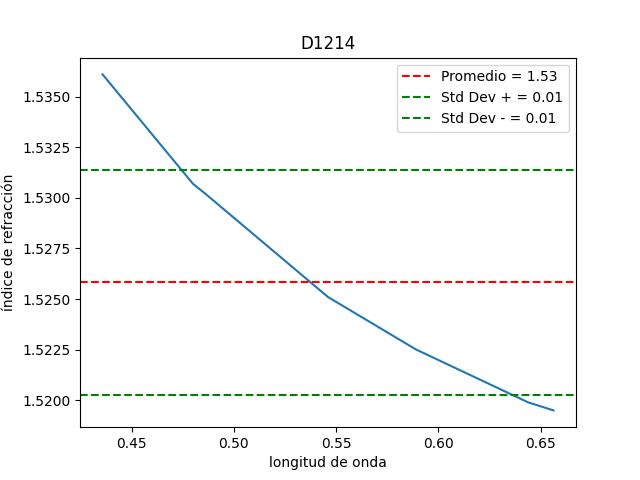 D1214
Promedio = 1.53
Std Dev + = 0.01
Std Dev - = 0.01
índice de refracción
1.5350
1.5325
1.5300
1.5275
1.5250
1.5225
1.5200
0.45 0.50 0.55 0.60 0.65
longitud de onda